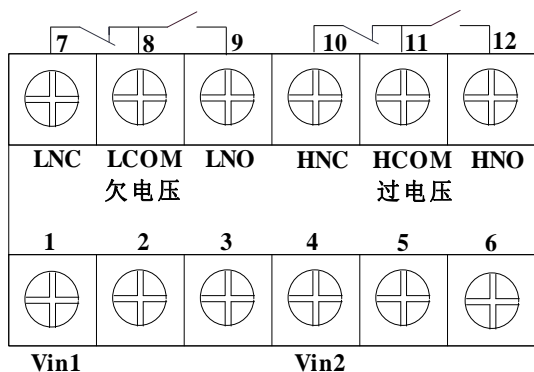 7 8 9 10 11 12
LNC LCOM LNO HNC HCOM HNO
欠电压 过电压
1 2 3 4 5 6
Vin1 Vin2